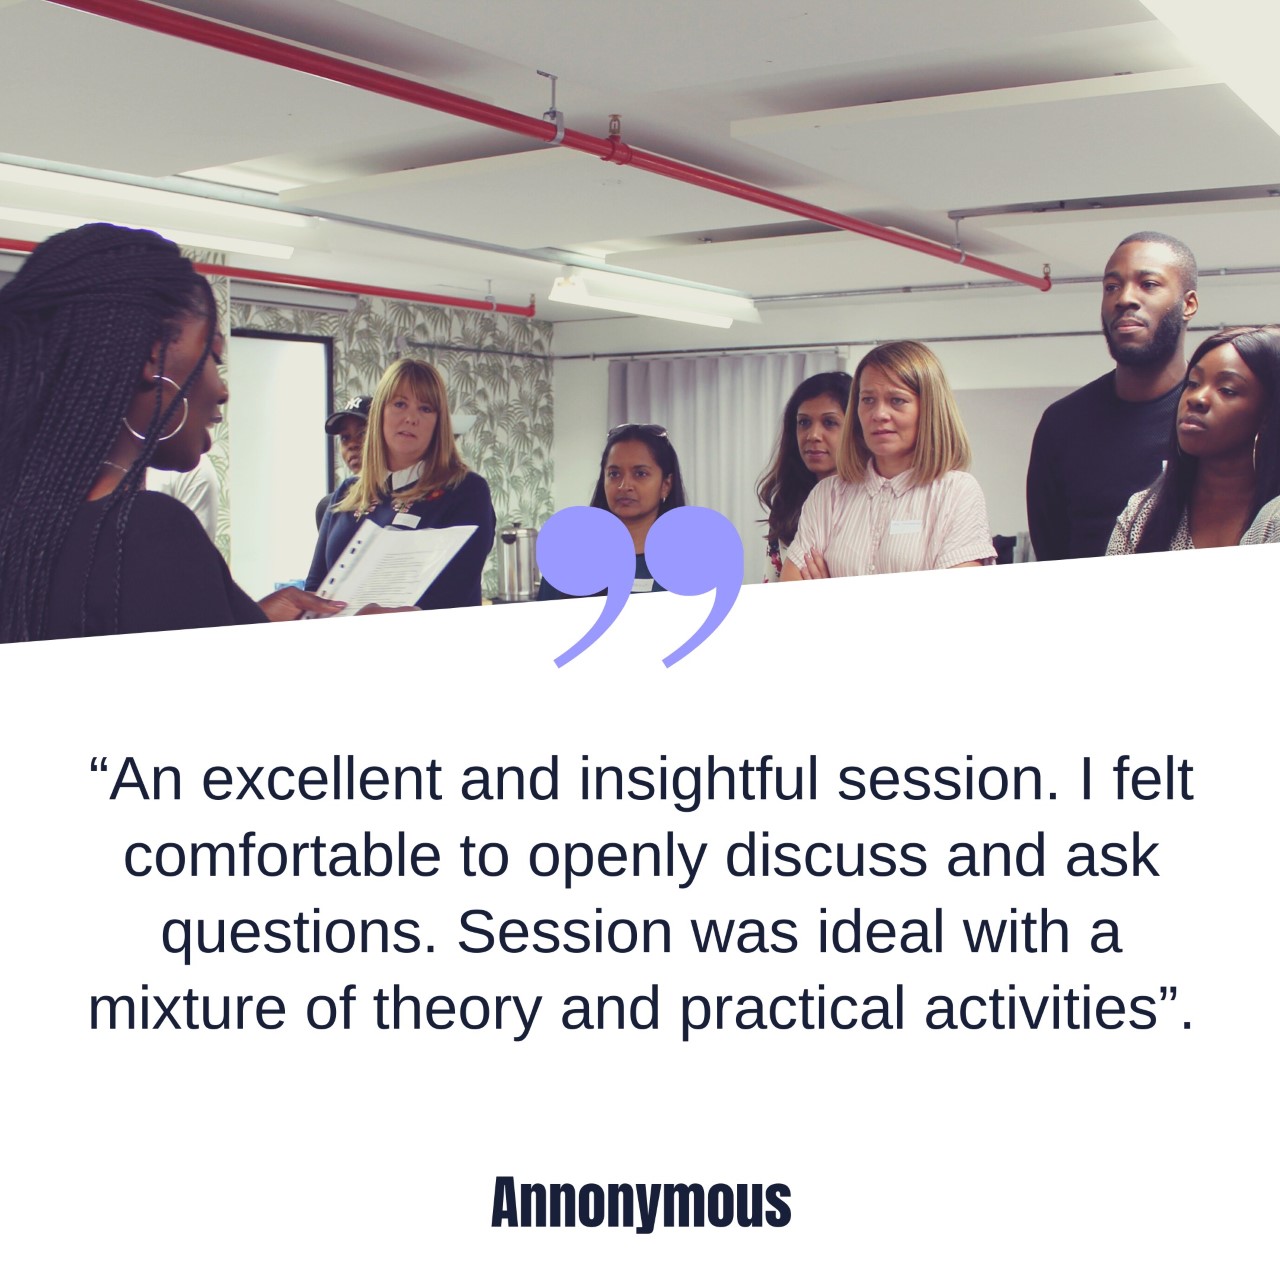 “An excellent and insightful session. I felt
comfortable to openly discuss and ask
questions. Session was ideal with a
mixture of theory and practical activities”.
Annonymous